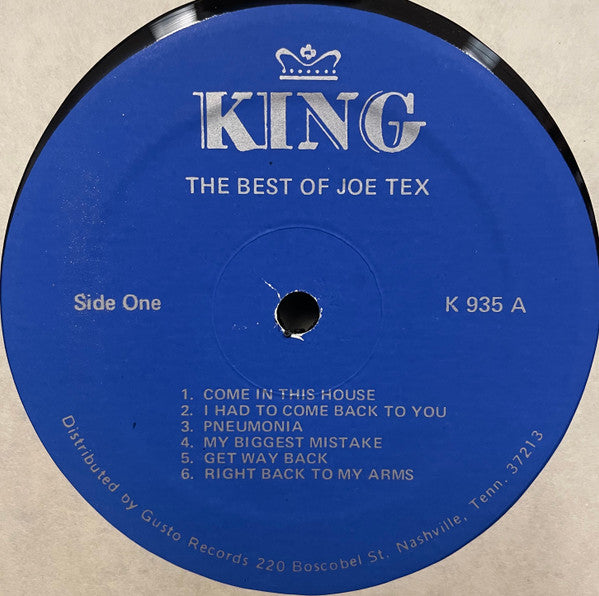 KING
THE BEST OF JOE TEX
Side One
K 935 A
1. COME IN THIS HOUSE
2. I HAD TO COME BACK TO YOU
3. PNEUMONIA
4. MY BIGGEST MISTAKE
5. GET WAY BACK
6. RIGHT BACK TO MY ARMS
Distributed by Gusto Records 220 Boscobel St. Nashville, Tenn. 37213